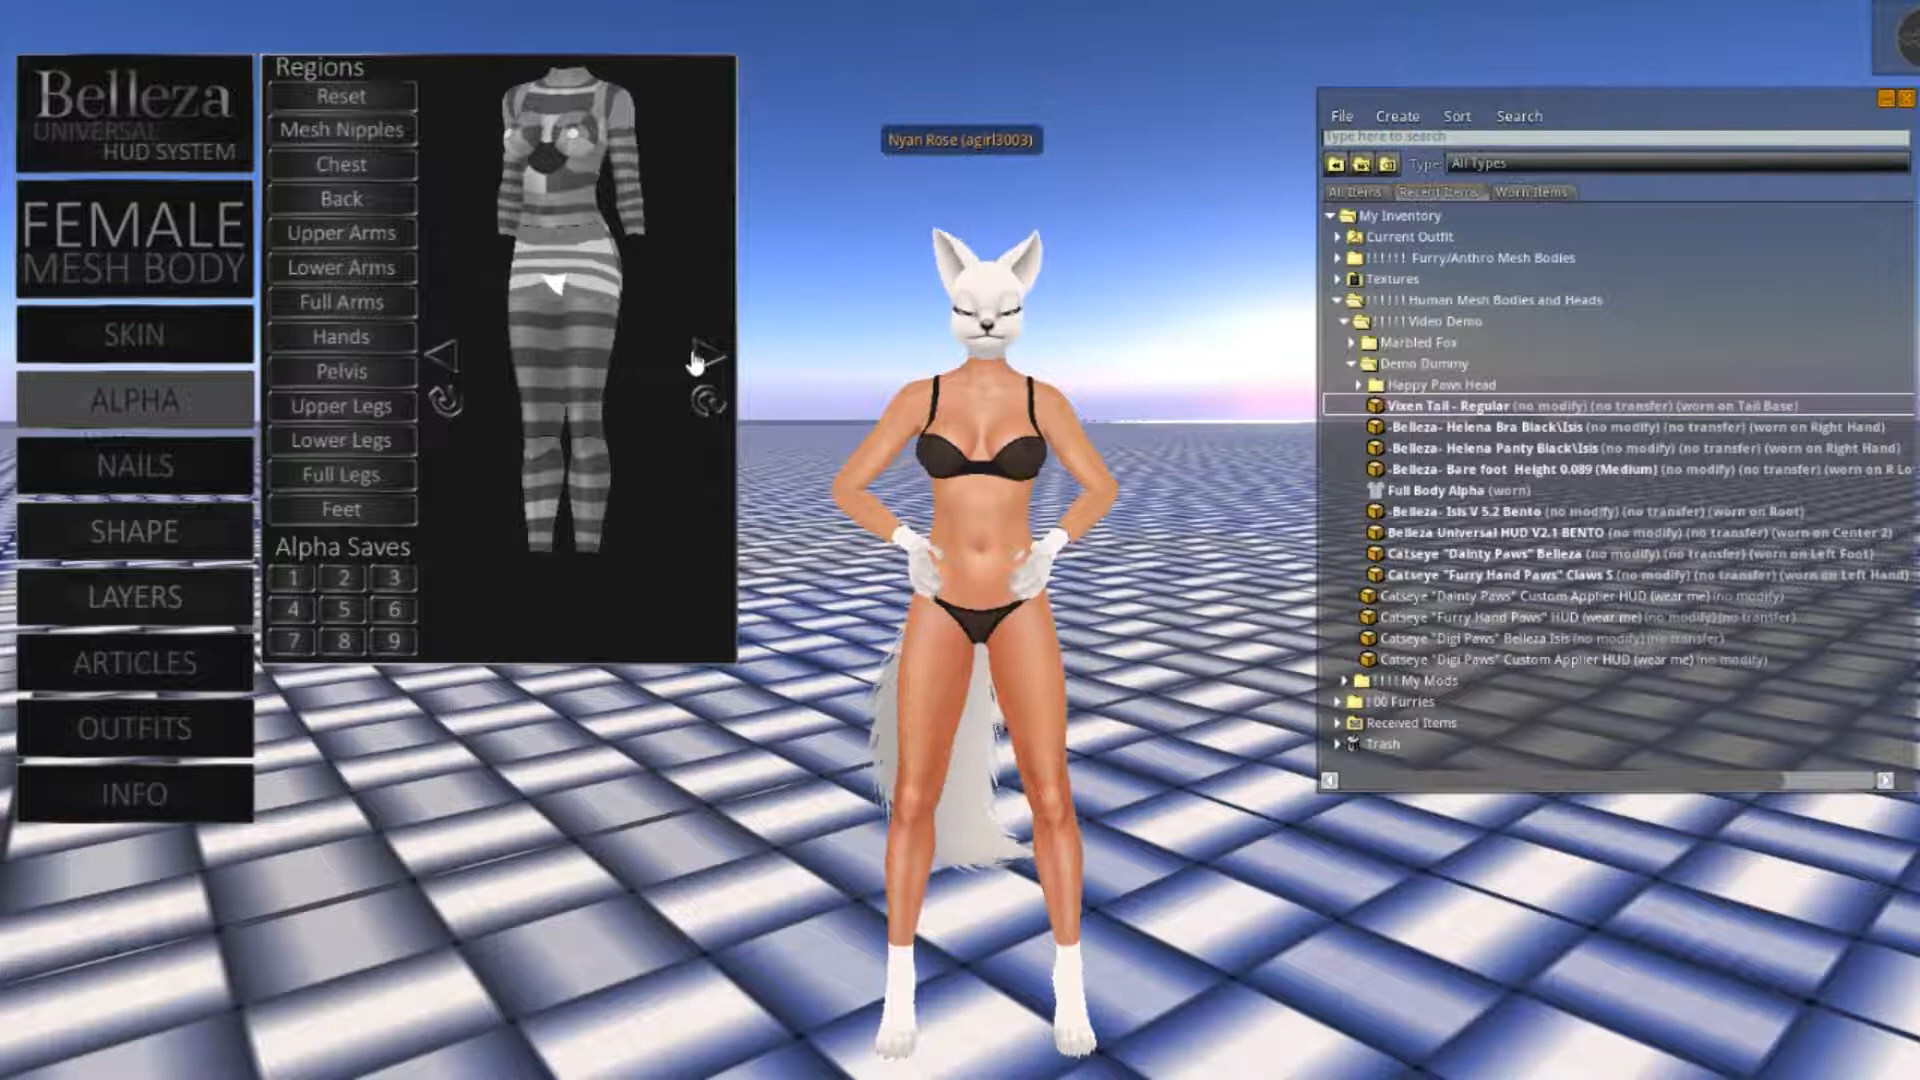 Belleza
UNIVERSAL
HUD SYSTEM
FEMALE
MESH BODY
SKIN
ALPHA
NAILS
SHAPE
LAYERS
ARTICLES
OUTFITS
INFO
Regions
Reset
Mesh Nipples
Chest
Back
Upper Arms
Lower Arms
Full Arms
Hands
Pelvis
Upper Legs
Lower Legs
Full Legs
Feet
Alpha Saves
1 2 3
4 5 6
7 8 9
Nyan Rose (agirl3003)
File Create Sort Search
Type here to search
Type: All Types
All Items Recent Items Worn Items
My Inventory
Current Outfit
!!!!!! Furry/Anthro Mesh Bodies
Textures
!!!!!! Human Mesh Bodies and Heads
!!!!! Video Demo
Marbled Fox
Demo Dummy
Happy Paws Head
Vixen Tail - Regular (no modify) (no transfer) (worn on Tail Base)
-Belleza- Helena Bra Black\Isis (no modify) (no transfer) (worn on Right Hand)
-Belleza- Helena Panty Black\Isis (no modify) (no transfer) (worn on Right Hand)
-Belleza- Bare foot Height 0.089 (Medium) (no modify) (no transfer) (worn on R Lo
Full Body Alpha (worn)
-Belleza- Isis V 5.2 Bento (no modify) (no transfer) (worn on Root)
Belleza Universal HUD V2.1 BENTO (no modify) (no transfer) (worn on Center 2)
Catseye "Dainty Paws" Belleza (no modify) (no transfer) (worn on Left Foot)
Catseye "Furry Hand Paws" Claws S (no modify) (no transfer) (worn on Left Hand)
Catseye "Dainty Paws" Custom Applier HUD (wear me) (no modify)
Catseye "Furry Hand Paws" HUD (wear me) (no modify) (no transfer)
Catseye "Digi Paws" Belleza Isis (no modify) (no transfer)
Catseye "Digi Paws" Custom Applier HUD (wear me) (no modify)
!!!! My Mods
! 00 Furries
Received Items
Trash